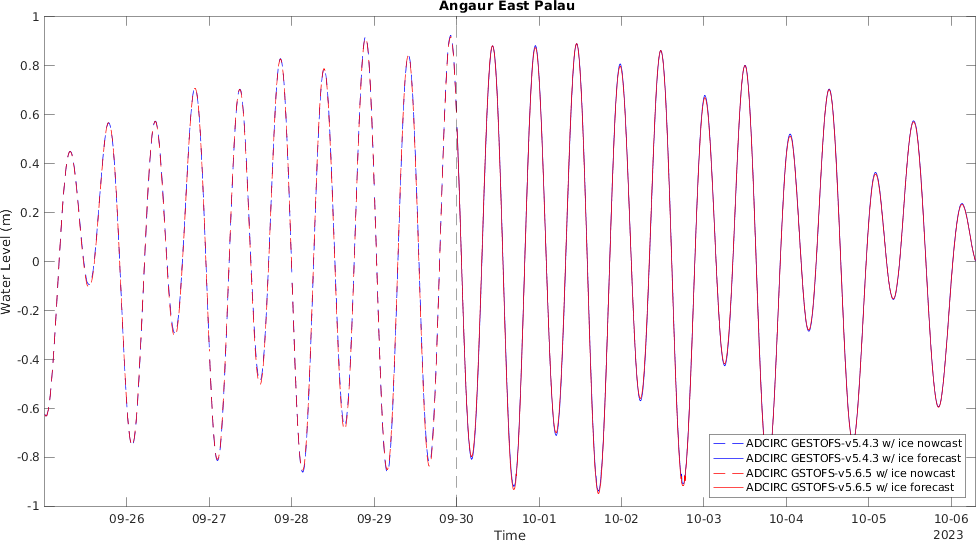 Angaur East Palau
1
0.8
0.6
0.4
0.2
0
-0.2
-0.4
-0.6
-0.8
-1
Water Level (m)
09-26 09-27 09-28 09-29 09-30 10-01 10-02 10-03 10-04 10-05 10-06
2023
Time
ADCIRC GESTOFS-v5.4.3 w/ ice nowcast
ADCIRC GESTOFS-v5.4.3 w/ ice forecast
ADCIRC GSTOFS-v5.6.5 w/ ice nowcast
ADCIRC GSTOFS-v5.6.5 w/ ice forecast